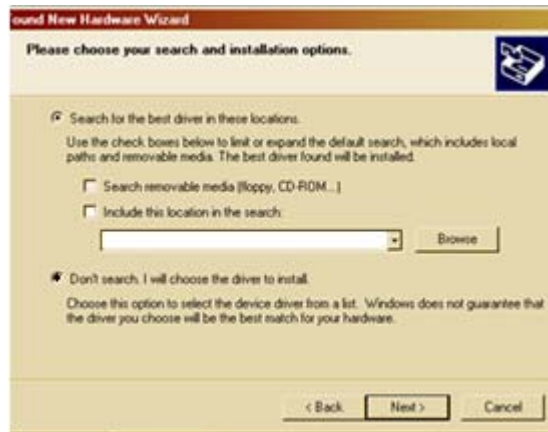 ound New Hardware Wizard
Please choose your search and installation options.
Search for the best driver in these locations.
Use the check boxes below to limit or expand the default search, which includes local
paths and removable media. The best driver found will be installed.
Search removable media (floppy, CD-ROM...)
Include this location in the search:
Browse
Don't search. I will choose the driver to install.
Choose this option to select the device driver from a list. Windows does not guarantee that
the driver you choose will be the best match for your hardware.
< Back Next > Cancel